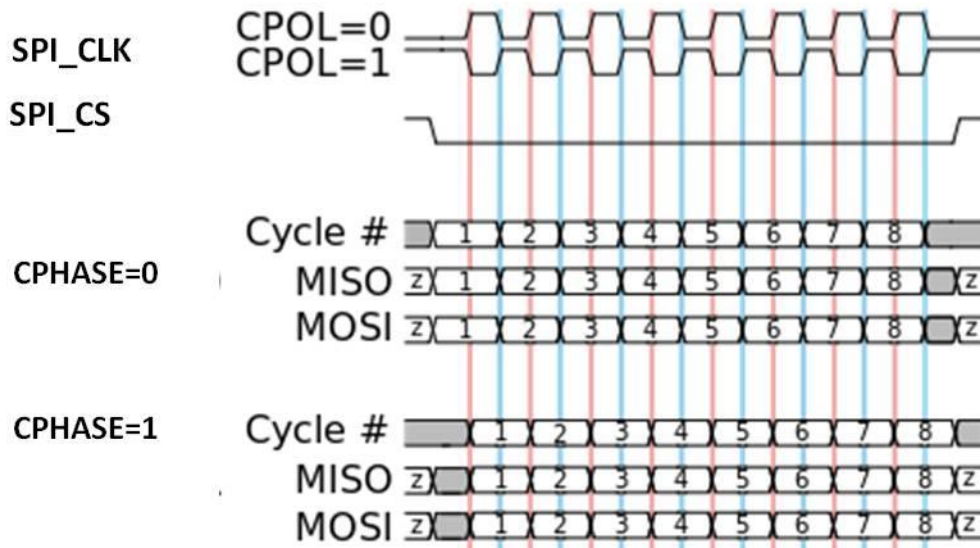 SPI_CLK CPOL=0
CPOL=1
SPI_CS
Cycle # 1 2 3 4 5 6 7 8
CPHASE=0
MISO z 1 2 3 4 5 6 7 8 z
MOSI z 1 2 3 4 5 6 7 8 z
CPHASE=1 Cycle # 1 2 3 4 5 6 7 8
MISO z 1 2 3 4 5 6 7 8 z
MOSI z 1 2 3 4 5 6 7 8 z